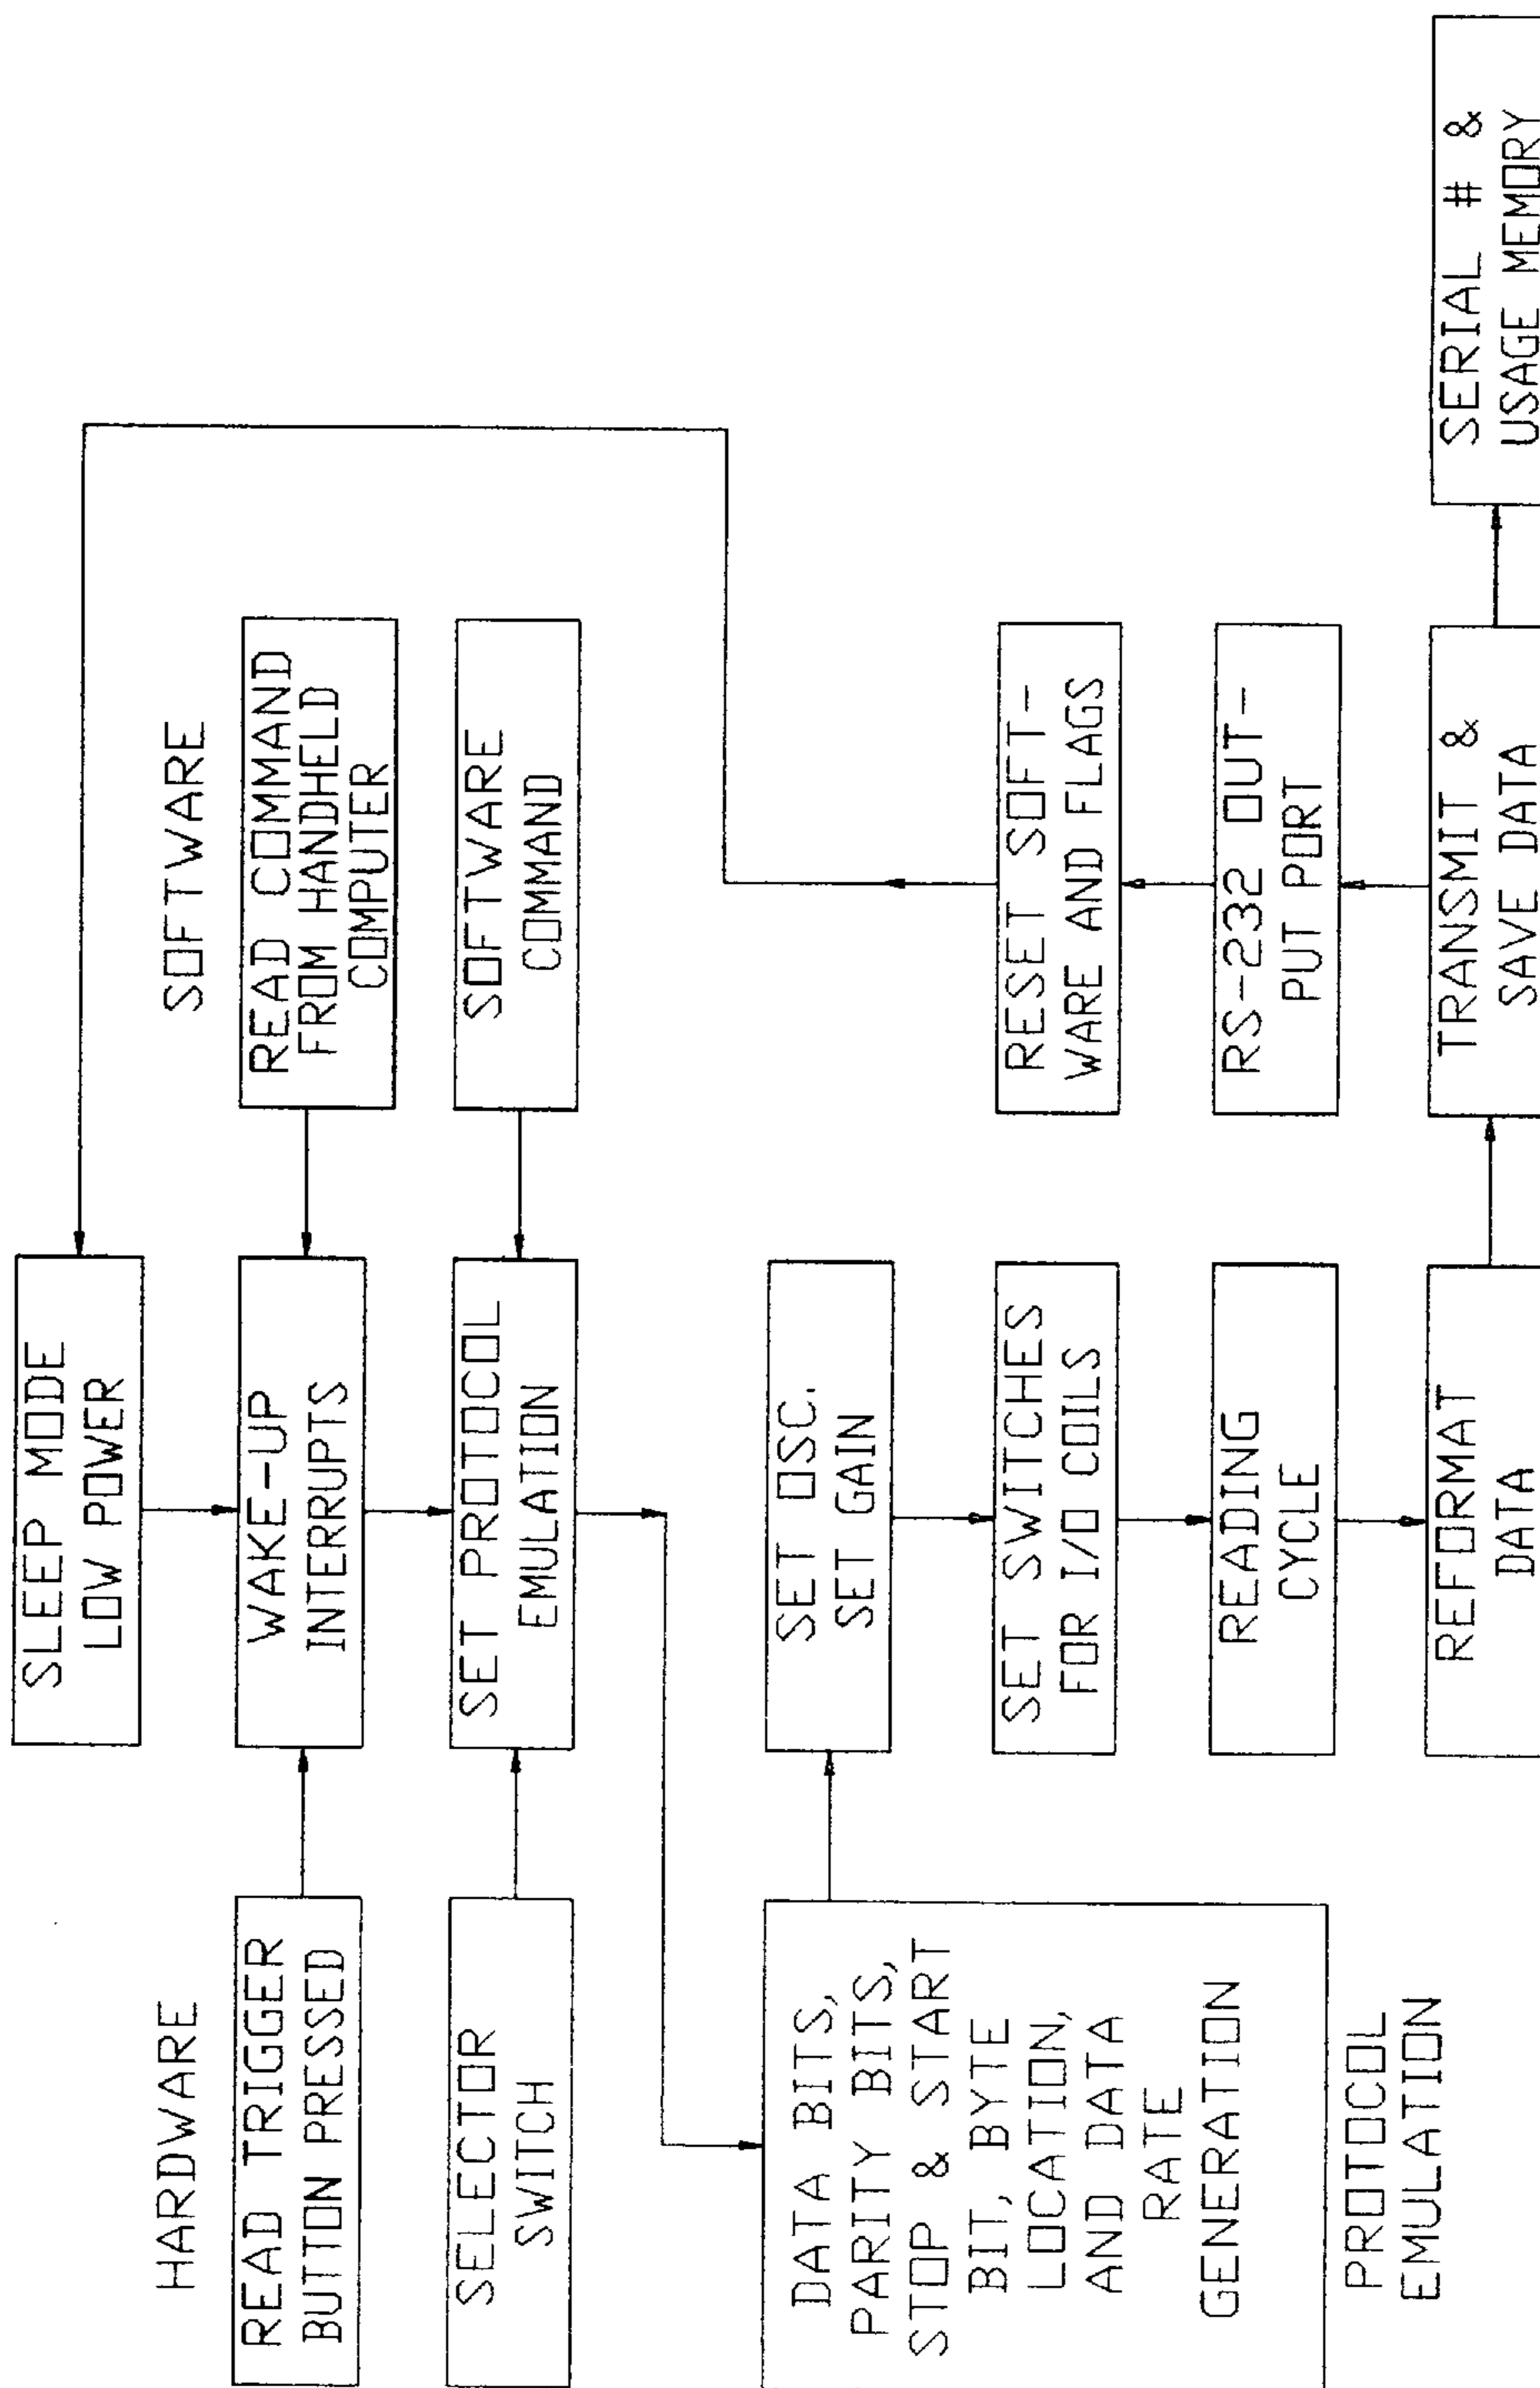 HARDWARE
SOFTWARE
SLEEP MODE
LOW POWER
READ TRIGGER
BUTTON PRESSED
WAKE-UP
INTERRUPTS
READ COMMAND
FROM HANDHELD
COMPUTER
SELECTOR
SWITCH
SET PROTOCOL
EMULATION
SOFTWARE
COMMAND
DATA BITS,
PARITY BITS,
STOP & START
BIT, BYTE
LOCATION,
AND DATA
RATE
GENERATION
PROTOCOL
EMULATION
SET OSC.
SET GAIN
SET SWITCHES
FOR I/O COILS
READING
CYCLE
REFORMAT
DATA
RESET SOFT-
WARE AND FLAGS
RS-232 OUT-
PUT PORT
TRANSMIT &
SAVE DATA
SERIAL # &
USAGE MEMORY